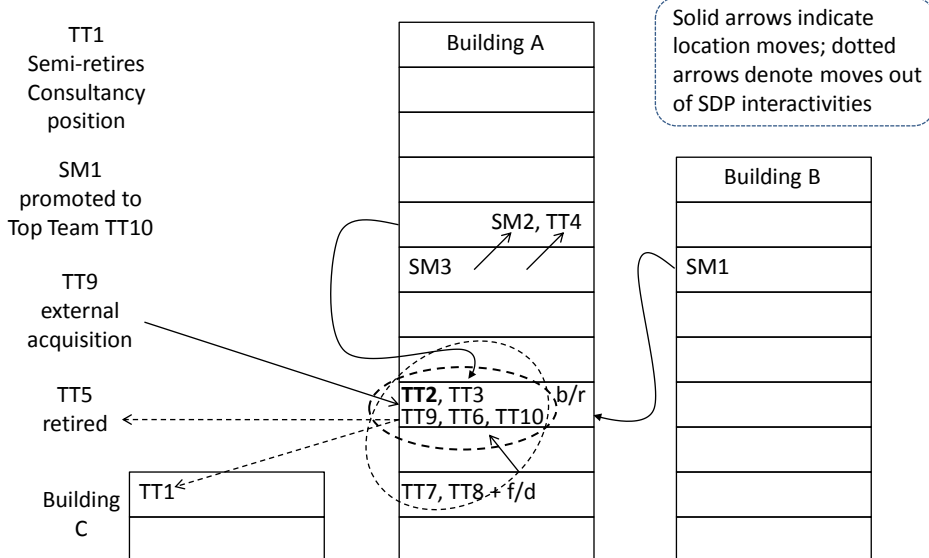 TT1
Semi-retires
Consultancy
position
SM1
promoted to
Top Team TT10
TT9
external
acquisition
TT5
retired
Building
C
TT1
Building A
SM2, TT4
SM3
TT2, TT3 b/r
TT9, TT6, TT10
TT7, TT8 + f/d
Solid arrows indicate
location moves; dotted
arrows denote moves out
of SDP interactivities
Building B
SM1